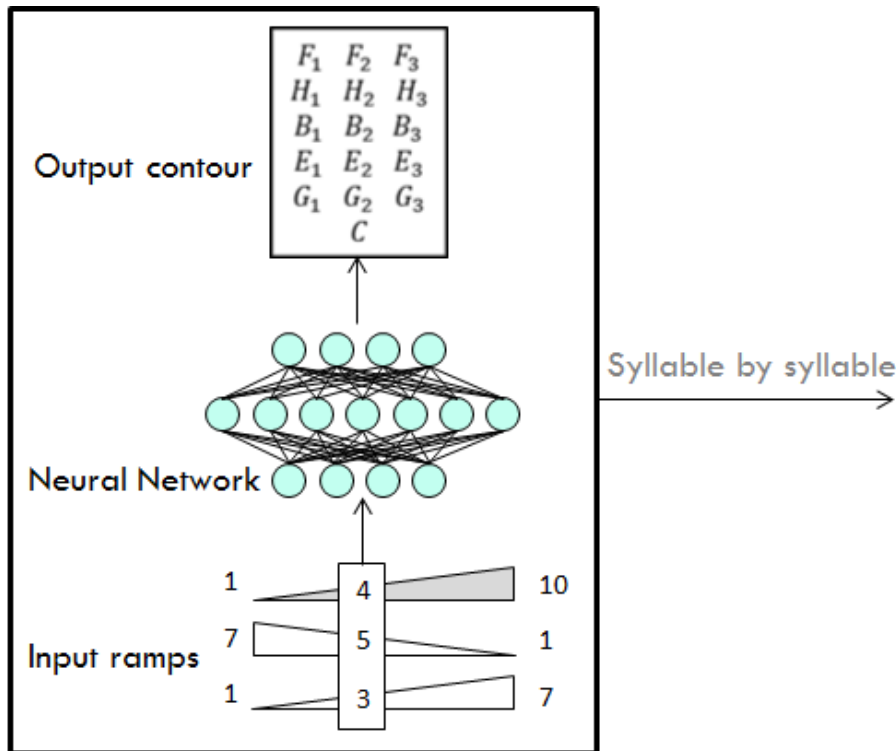 F₁ F₂ F₃
H₁ H₂ H₃
B₁ B₂ B₃
Output contour
E₁ E₂ E₃
G₁ G₂ G₃
C
Syllable by syllable
Neural Network
1 4 10
7 5 1
Input ramps
1 3 7